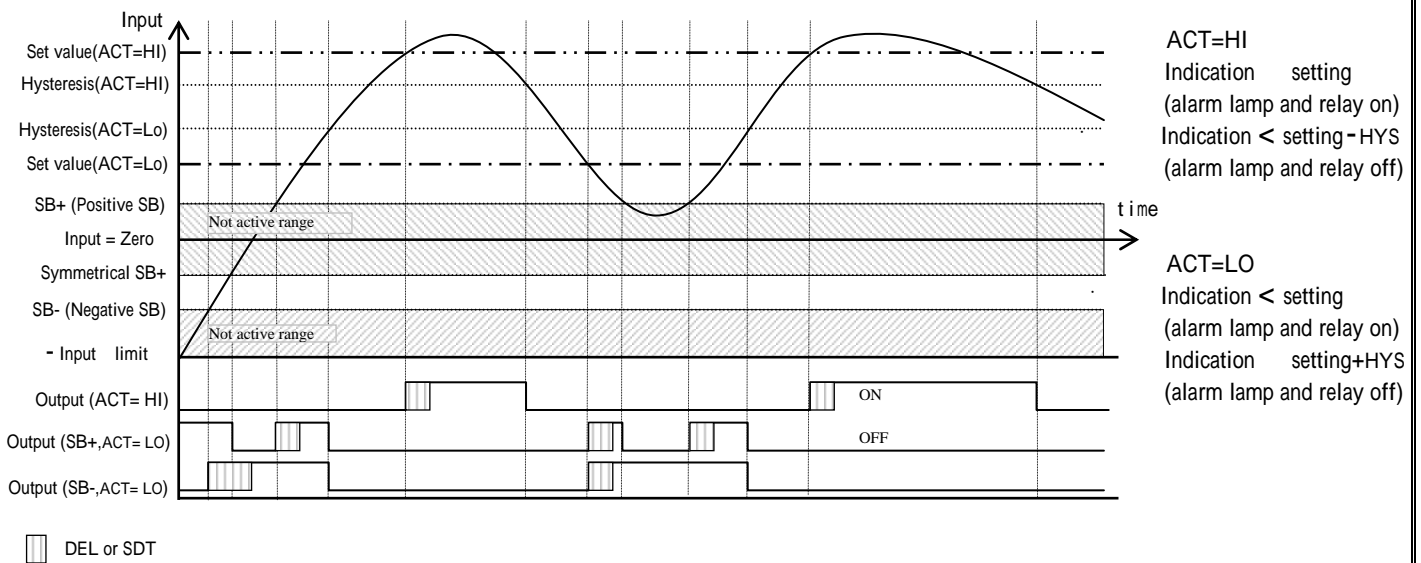 Input
Set value(ACT=HI)
Hysteresis(ACT=HI)
Hysteresis(ACT=Lo)
Set value(ACT=Lo)
SB+ (Positive SB)
Input = Zero
Symmetrical SB+
SB- (Negative SB)
- Input limit
Output (ACT= HI)
Output (SB+,ACT= LO)
Output (SB-,ACT= LO)
Not active range
Not active range
time
ON
OFF
DEL or SDT
ACT=HI
Indication setting
(alarm lamp and relay on)
Indication < setting-HYS
(alarm lamp and relay off)
ACT=LO
Indication < setting
(alarm lamp and relay on)
Indication setting+HYS
(alarm lamp and relay off)